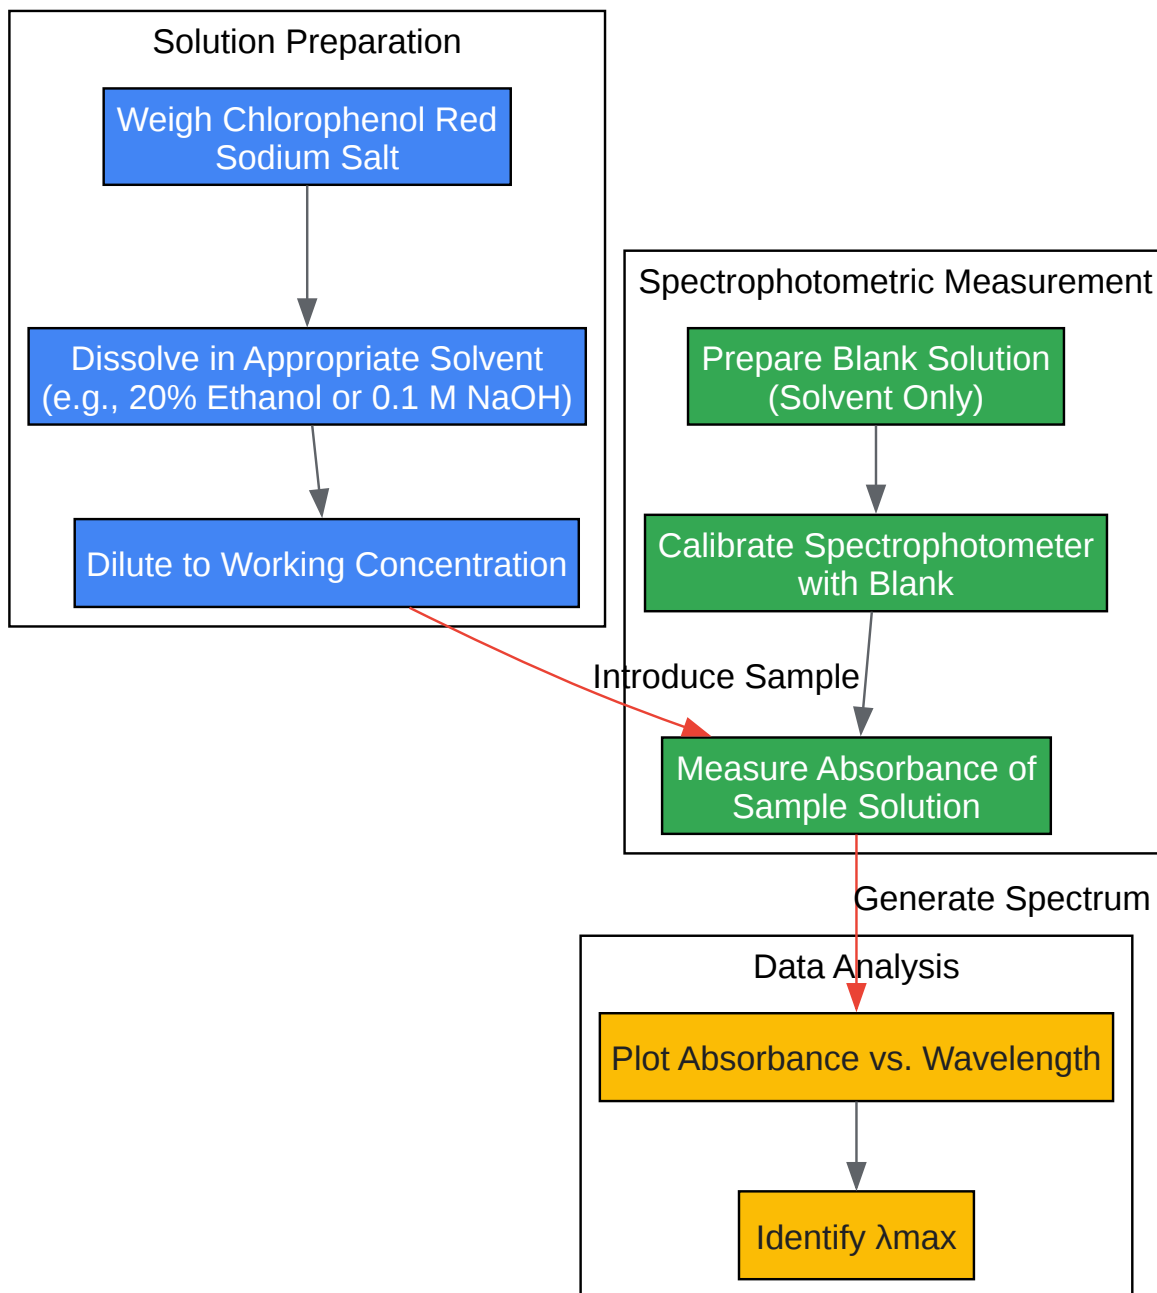 Solution Preparation
Weigh Chlorophenol Red
Sodium Salt
Dissolve in Appropriate Solvent
(e.g., 20% Ethanol or 0.1 M NaOH)
Dilute to Working Concentration
Spectrophotometric Measurement
Prepare Blank Solution
(Solvent Only)
Calibrate Spectrophotometer
with Blank
Introduce Sample
Measure Absorbance of
Sample Solution
Generate Spectrum
Data Analysis
Plot Absorbance vs. Wavelength
Identify λmax